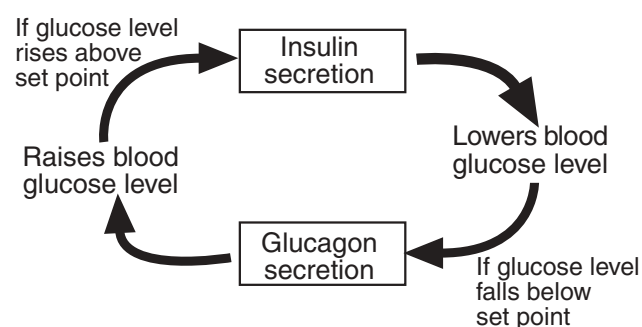 If glucose level
rises above
set point
Insulin
secretion
Lowers blood
glucose level
Raises blood
glucose level
Glucagon
secretion
If glucose level
falls below
set point